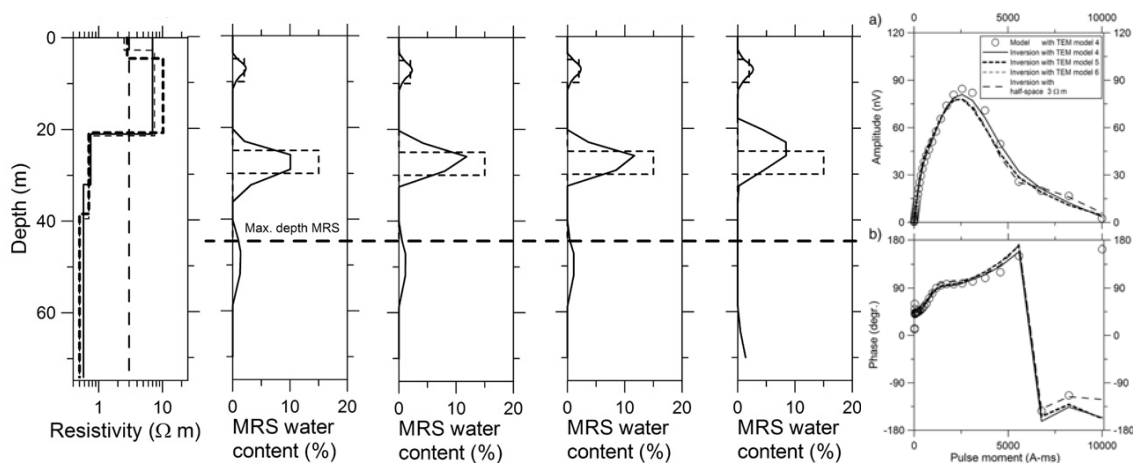 0
20
40
60
Depth (m)
1
10
Resistivity (Ω m)
Max. depth MRS
0 10 20
MRS water
content (%)
0 10 20
MRS water
content (%)
0 10 20
MRS water
content (%)
0 10 20
MRS water
content (%)
a)
0 5000 10000
120 120
90 90
60 60
30 30
0 0
Amplitude (nV)
Model with TEM model 4
Inversion with TEM model 4
Inversion with TEM model 5
Inversion with TEM model 6
Inversion with
half-space 3 Ω m
b)
180 180
90 90
0 0
-90 -90
-180 -180
Phase (degr.)
0 5000 10000
Pulse moment (A-ms)